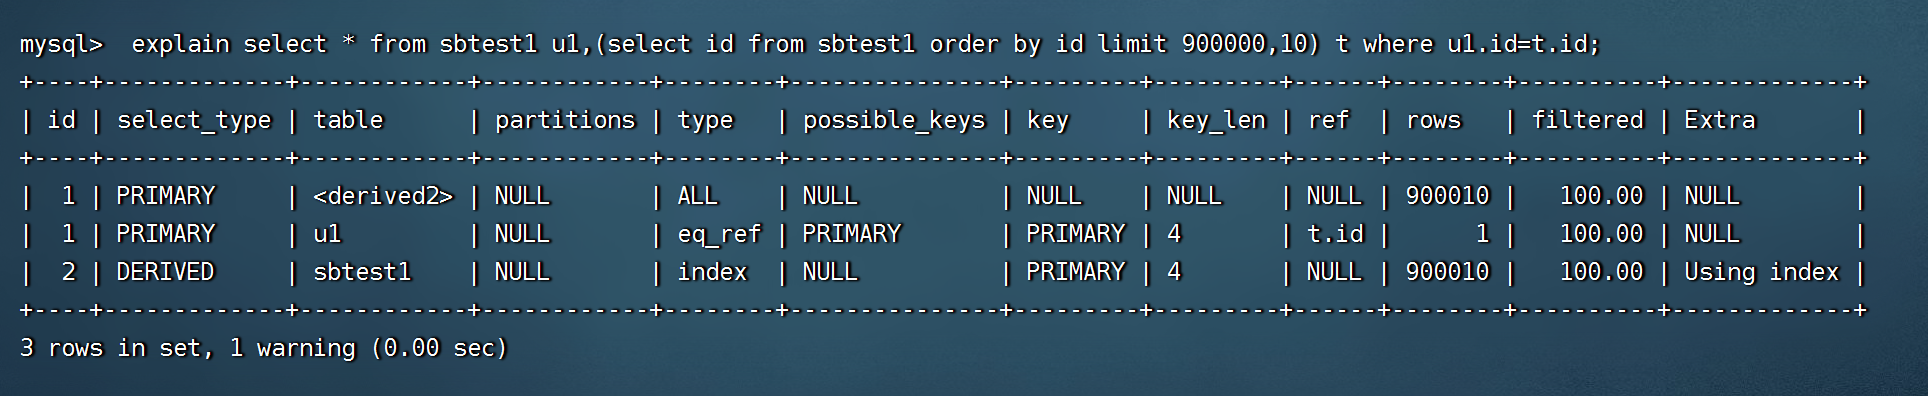 mysql>  explain select * from sbtest1 u1,(select id from sbtest1 order by id limit 900000,10) t where u1.id=t.id;
+----+-------------+------------+------------+--------+---------------+---------+---------+------+--------+----------+-------------+
| id | select_type | table      | partitions | type   | possible_keys | key     | key_len | ref  | rows   | filtered | Extra       |
+----+-------------+------------+------------+--------+---------------+---------+---------+------+--------+----------+-------------+
|  1 | PRIMARY     | <derived2> | NULL       | ALL    | NULL          | NULL    | NULL    | NULL | 900010 |   100.00 | NULL        |
|  1 | PRIMARY     | u1         | NULL       | eq_ref | PRIMARY       | PRIMARY | 4       | t.id |      1 |   100.00 | NULL        |
|  2 | DERIVED     | sbtest1    | NULL       | index  | NULL          | PRIMARY | 4       | NULL | 900010 |   100.00 | Using index |
+----+-------------+------------+------------+--------+---------------+---------+---------+------+--------+----------+-------------+
3 rows in set, 1 warning (0.00 sec)